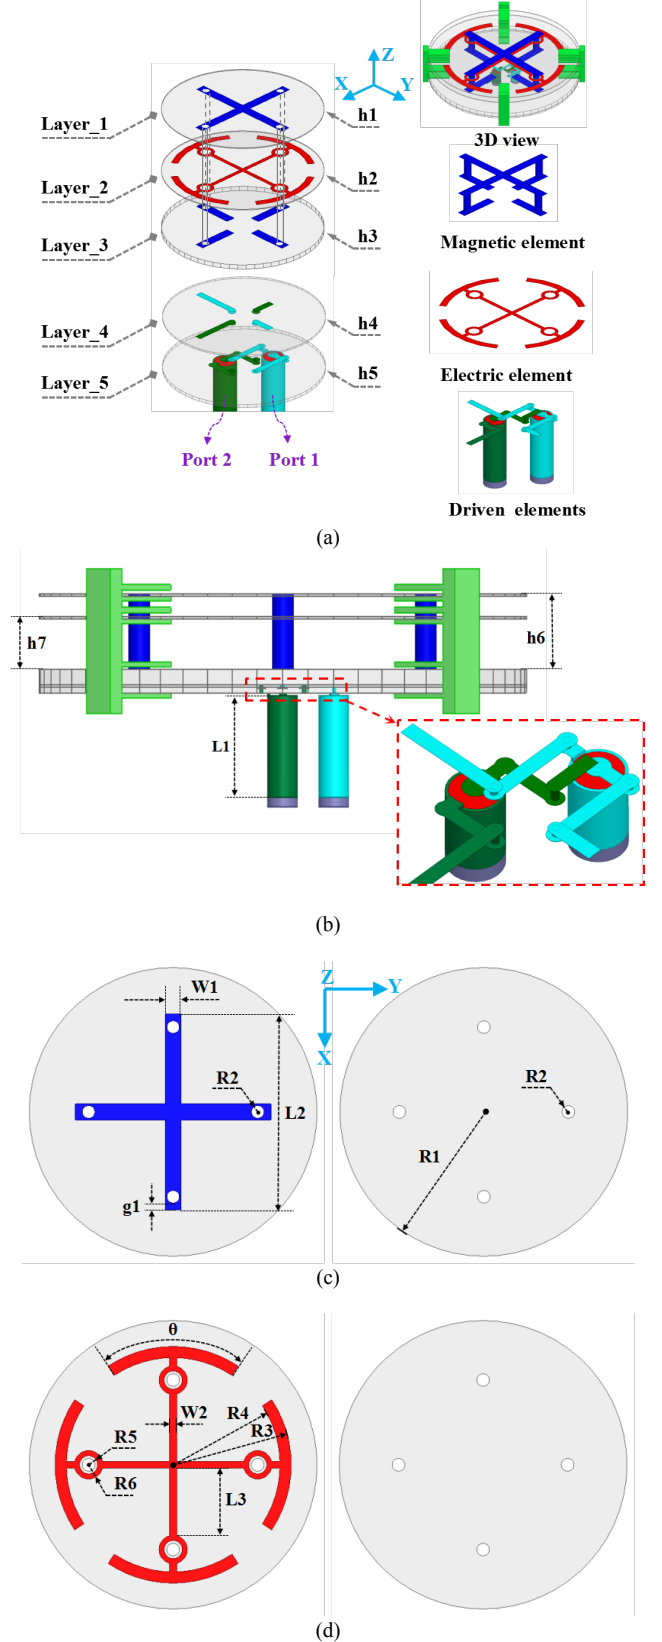 Z
X
Y
Layer_1
h1
3D view
Layer_2
h2
Layer_3
h3
Magnetic element
Layer_4
h4
Layer_5
h5
Electric element
Port 2
Port 1
Driven elements
(a)
h7
h6
L1
(b)
W1
Z
Y
X
R2
L2
R2
R1
g1
(c)
θ
W2
R4
R3
R5
R6
L3
(d)